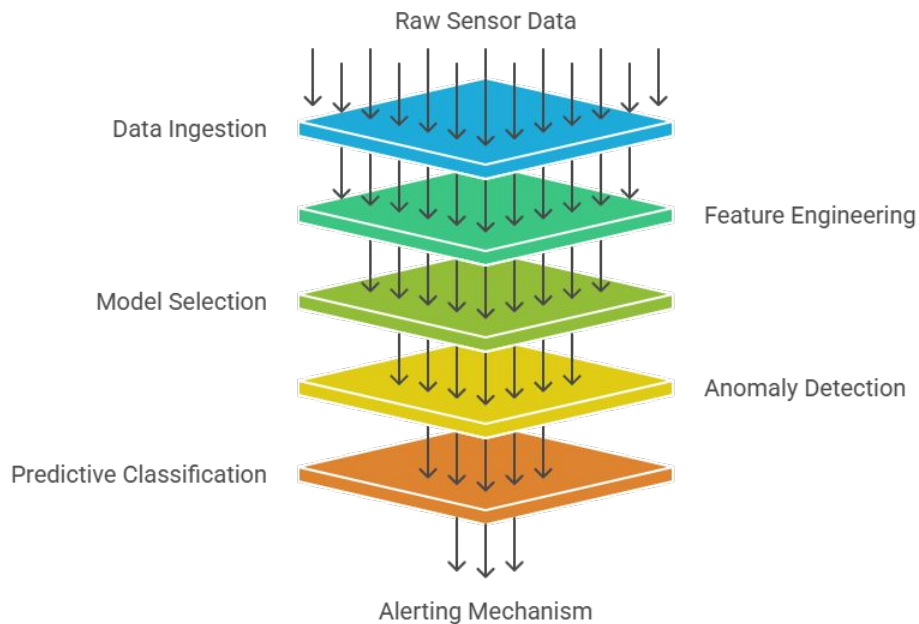 Raw Sensor Data
Data Ingestion
Feature Engineering
Model Selection
Anomaly Detection
Predictive Classification
Alerting Mechanism